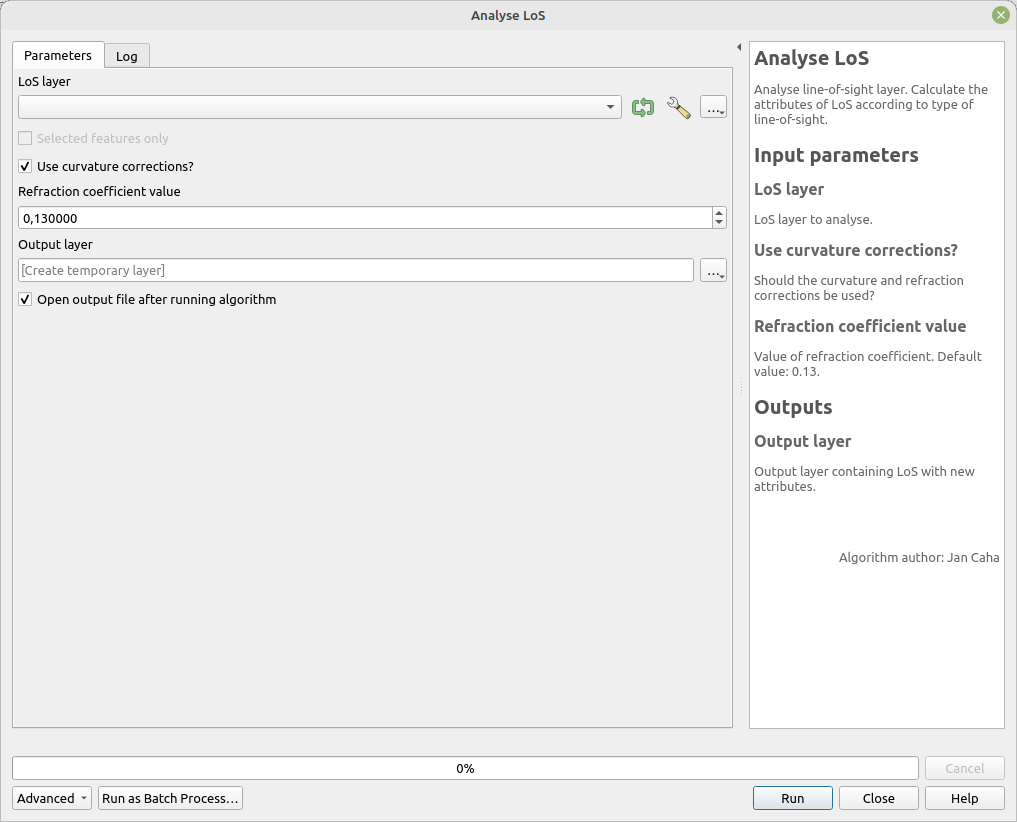 Analyse LoS
Parameters
Log
LoS layer
...
Selected features only
Use curvature corrections?
Refraction coefficient value
0,130000
Output layer
[Create temporary layer]
...
Open output file after running algorithm
Analyse LoS
Analyse line-of-sight layer. Calculate the
attributes of LoS according to type of
line-of-sight.
Input parameters
LoS layer
LoS layer to analyse.
Use curvature corrections?
Should the curvature and refraction
corrections be used?
Refraction coefficient value
Value of refraction coefficient. Default
value: 0.13.
Outputs
Output layer
Output layer containing LoS with new
attributes.
Algorithm author: Jan Caha
0%
Cancel
Advanced
Run as Batch Process...
Run
Close
Help